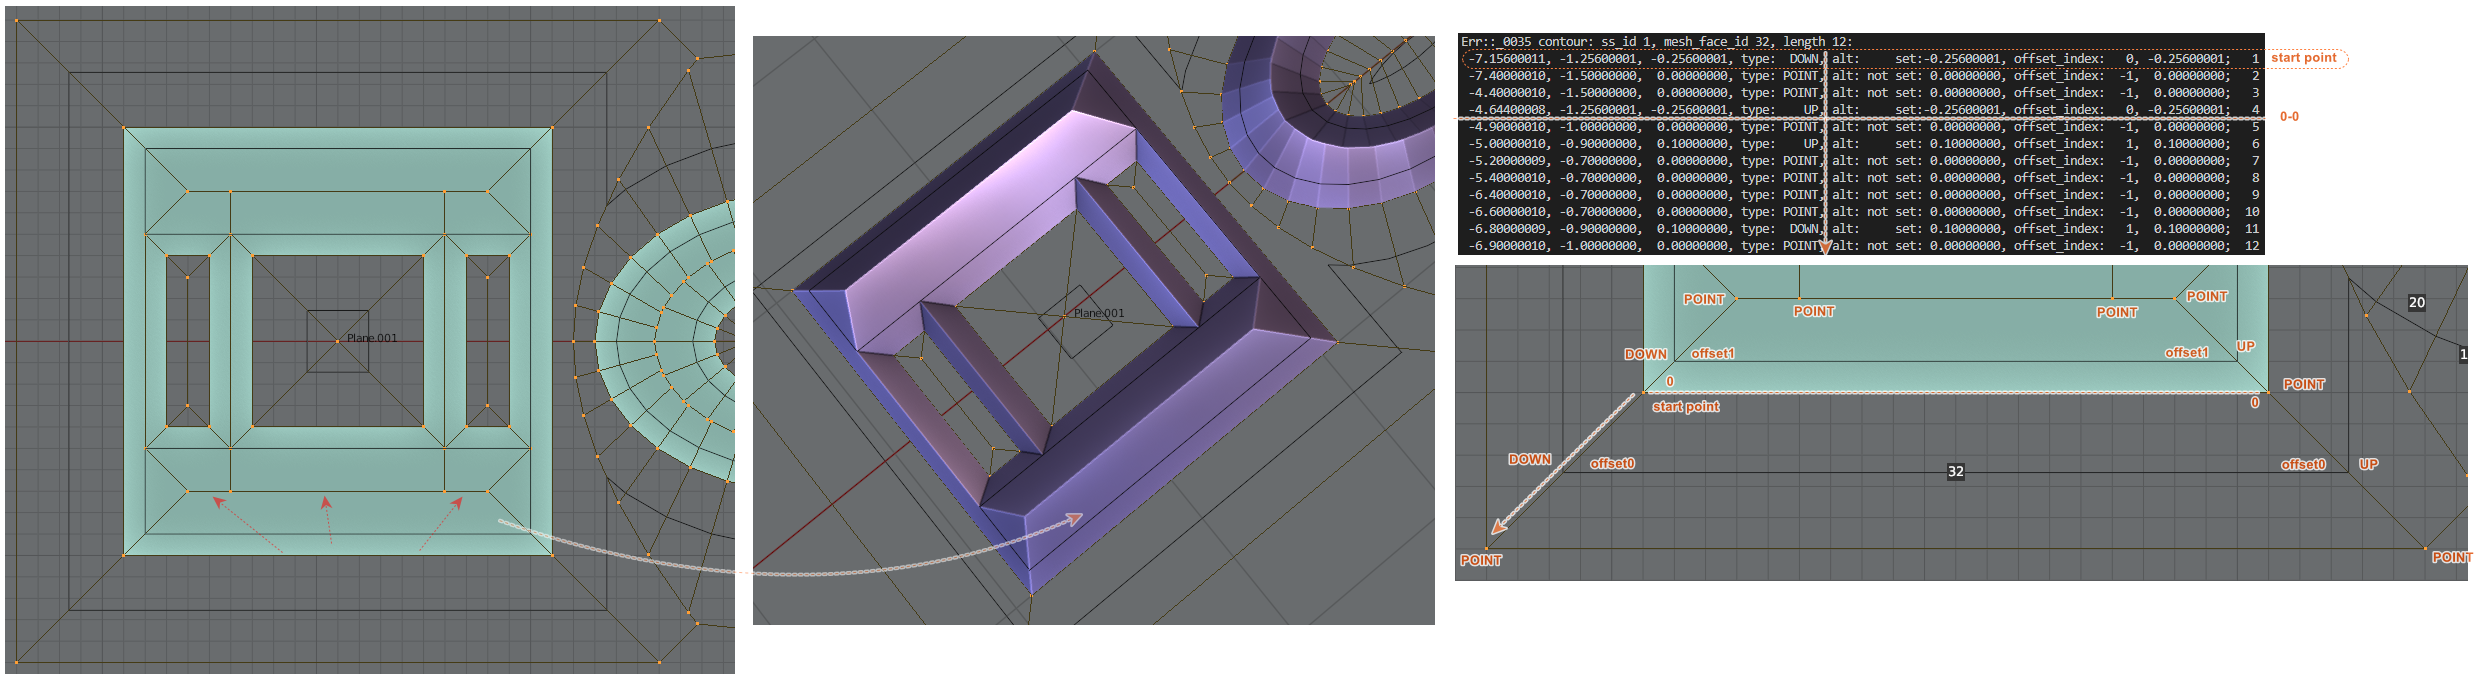 Plane.001
Plane.001
Err::_0035 contour: ss_id 1, mesh_face_id 32, length 12:
-7.15600011, -1.25600001, -0.25600001, type: DOWN, alt: set:-0.25600001, offset_index: 0, -0.25600001; 1 start point
-7.40000010, -1.50000000, 0.00000000, type: POINT, alt: not set: 0.00000000, offset_index: -1, 0.00000000; 2
-4.40000010, -1.50000000, 0.00000000, type: POINT, alt: not set: 0.00000000, offset_index: -1, 0.00000000; 3
-4.64400008, -1.25600001, -0.25600001, type: UP, alt: set:-0.25600001, offset_index: 0, -0.25600001; 4
0-0
-4.90000010, -1.00000000, 0.00000000, type: POINT, alt: not set: 0.00000000, offset_index: -1, 0.00000000; 5
-5.00000010, -0.90000000, 0.10000000, type: UP, alt: set: 0.10000000, offset_index: 1, 0.10000000; 6
-5.20000009, -0.70000000, 0.00000000, type: POINT, alt: not set: 0.00000000, offset_index: -1, 0.00000000; 7
-5.40000010, -0.70000000, 0.00000000, type: POINT, alt: not set: 0.00000000, offset_index: -1, 0.00000000; 8
-6.40000010, -0.70000000, 0.00000000, type: POINT, alt: not set: 0.00000000, offset_index: -1, 0.00000000; 9
-6.60000010, -0.70000000, 0.00000000, type: POINT, alt: not set: 0.00000000, offset_index: -1, 0.00000000; 10
-6.80000009, -0.90000000, 0.10000000, type: DOWN, alt: set: 0.10000000, offset_index: 1, 0.10000000; 11
-6.90000010, -1.00000000, 0.00000000, type: POINT, alt: not set: 0.00000000, offset_index: -1, 0.00000000; 12
POINT POINT 20
POINT POINT
DOWN offset1 offset1 UP 1
0 POINT
start point 0
DOWN offset0 offset0 UP
32
POINT POINT